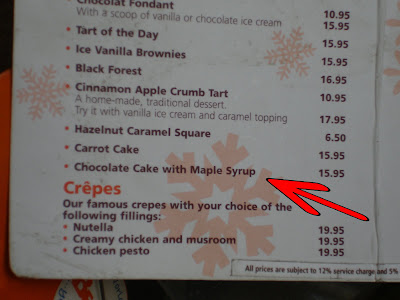 Chocolat Fondant 10.95
With a scoop of vanilla or chocolate ice cream 15.95
• Tart of the Day 15.95
• Ice Vanilla Brownies 15.95
• Black Forest 16.95
• Cinnamon Apple Crumb Tart 10.95
A home-made, traditional dessert.
Try it with vanilla ice cream and caramel topping 17.95
• Hazelnut Caramel Square 6.50
• Carrot Cake 15.95
• Chocolate Cake with Maple Syrup 15.95
Crêpes
Our famous crepes with your choice of the
following fillings:
• Nutella 19.95
• Creamy chicken and musroom 19.95
• Chicken pesto 19.95
All prices are subject to 12% service charge and 5%